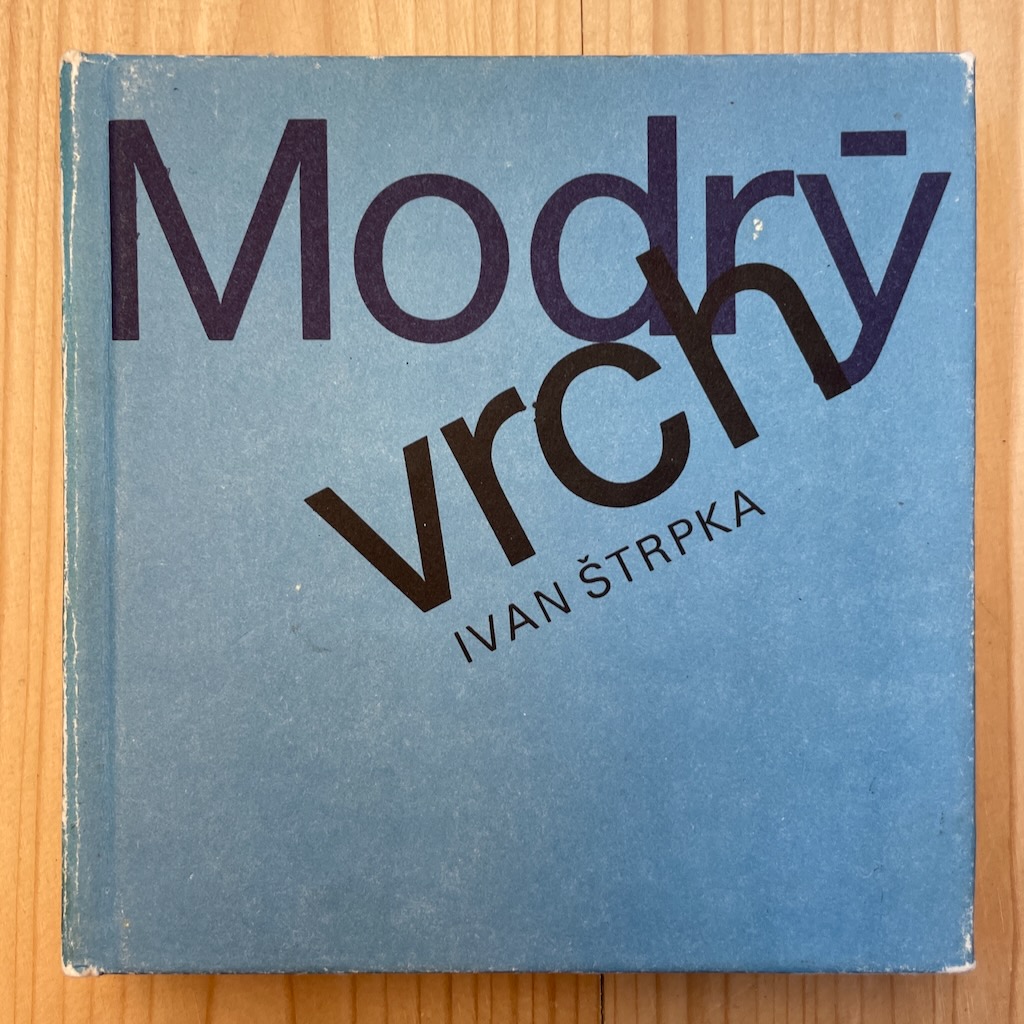 Modrý
vrch
IVAN ŠTRPKA